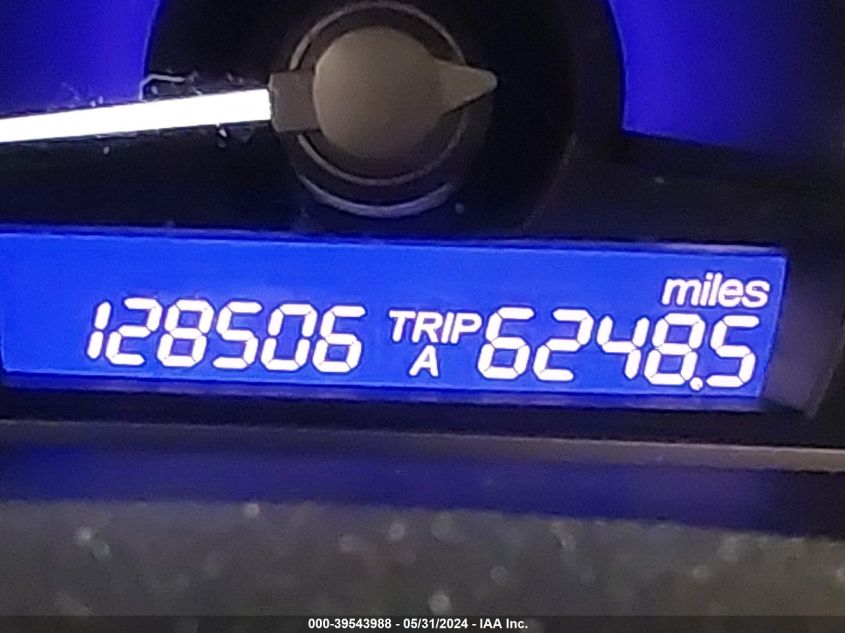 miles
128506 TRIP A 6248.5
000-39543988 - 05/31/2024 - IAA Inc.